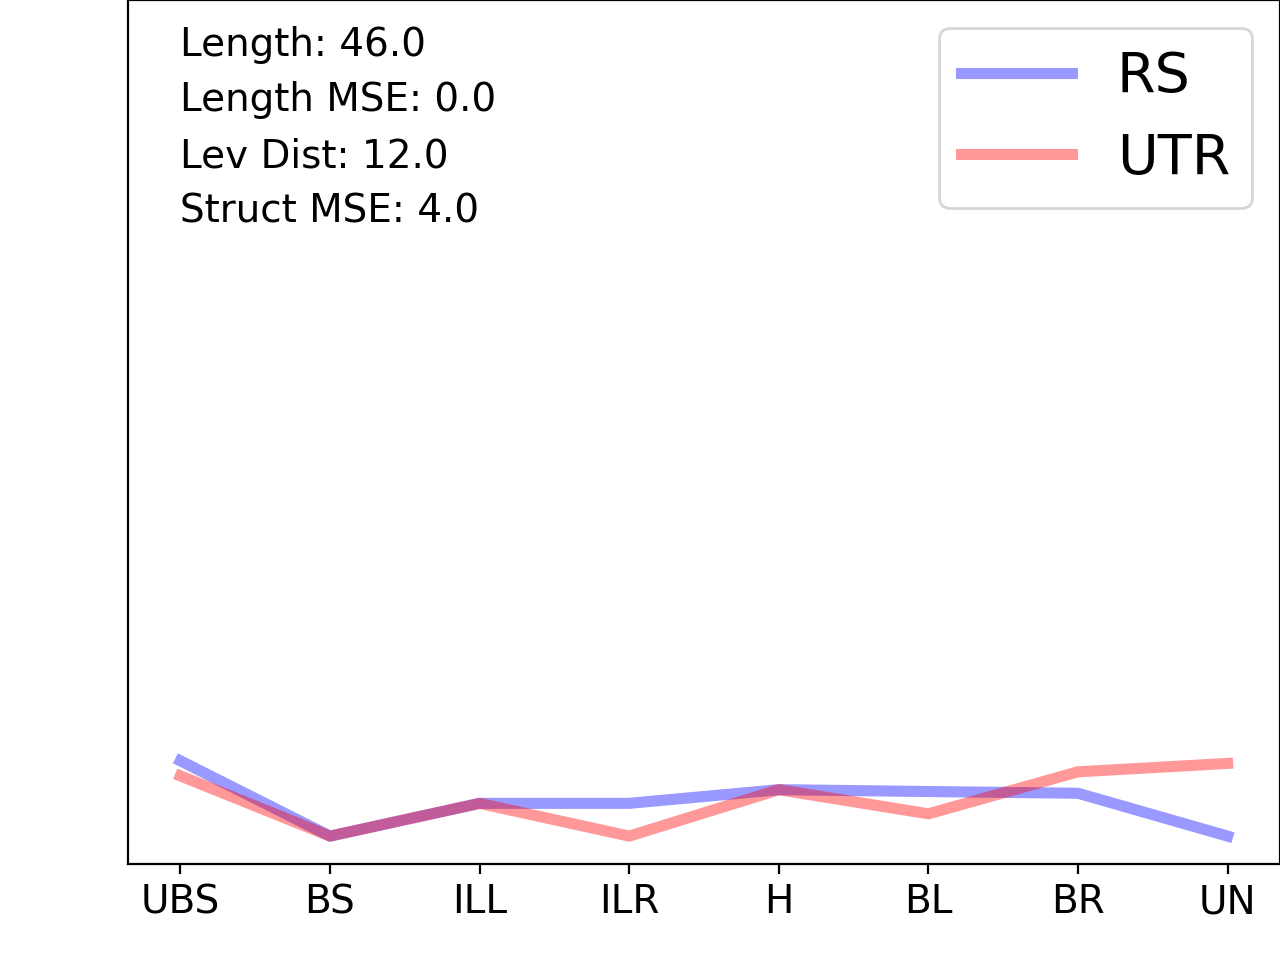 Length: 46.0
Length MSE: 0.0
Lev Dist: 12.0
Struct MSE: 4.0
RS
UTR
UBS BS ILL ILR H BL BR UN